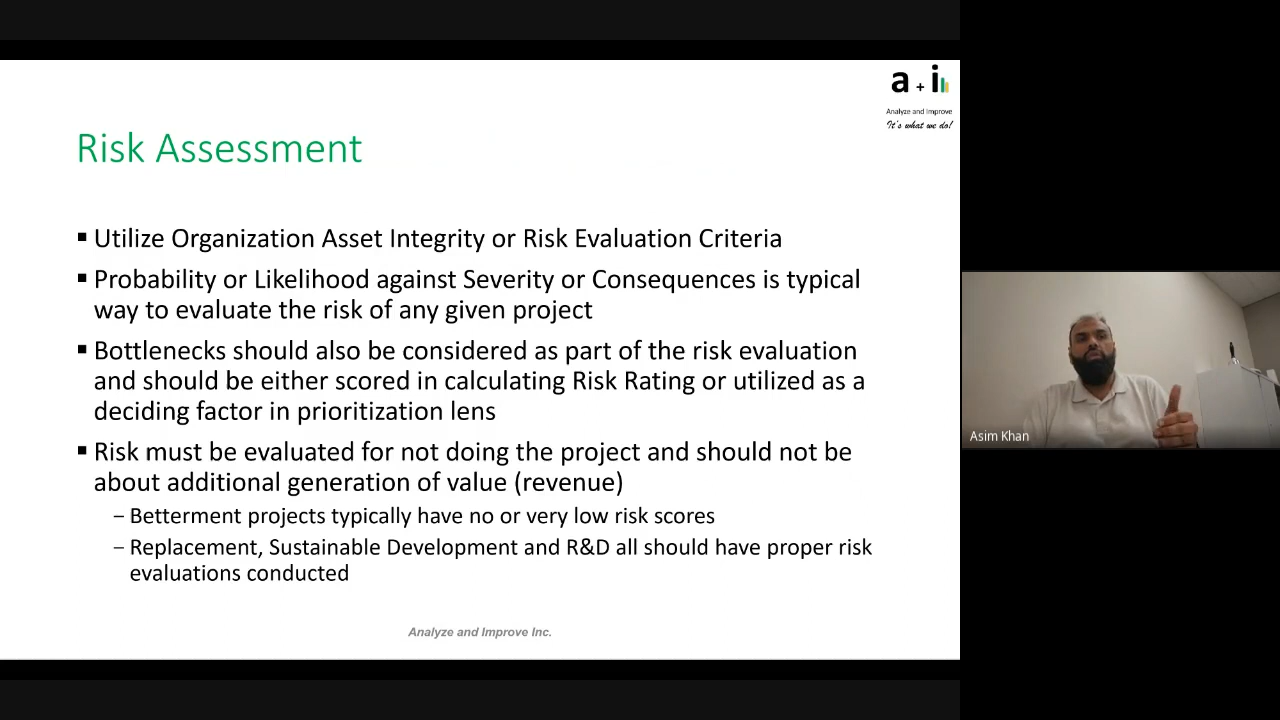 a + i
Analyze and Improve
It's what we do!
Risk Assessment
▪ Utilize Organization Asset Integrity or Risk Evaluation Criteria
▪ Probability or Likelihood against Severity or Consequences is typical
way to evaluate the risk of any given project
▪ Bottlenecks should also be considered as part of the risk evaluation
and should be either scored in calculating Risk Rating or utilized as a
deciding factor in prioritization lens
▪ Risk must be evaluated for not doing the project and should not be
about additional generation of value (revenue)
– Betterment projects typically have no or very low risk scores
– Replacement, Sustainable Development and R&D all should have proper risk
evaluations conducted
Analyze and Improve Inc.
Asim Khan